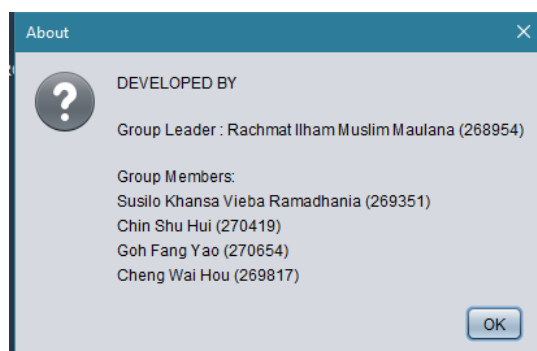 About
DEVELOPED BY
Group Leader : Rachmat Ilham Muslim Maulana (268954)
Group Members:
Susilo Khansa Vieba Ramadhania (269351)
Chin Shu Hui (270419)
Goh Fang Yao (270654)
Cheng Wai Hou (269817)
OK